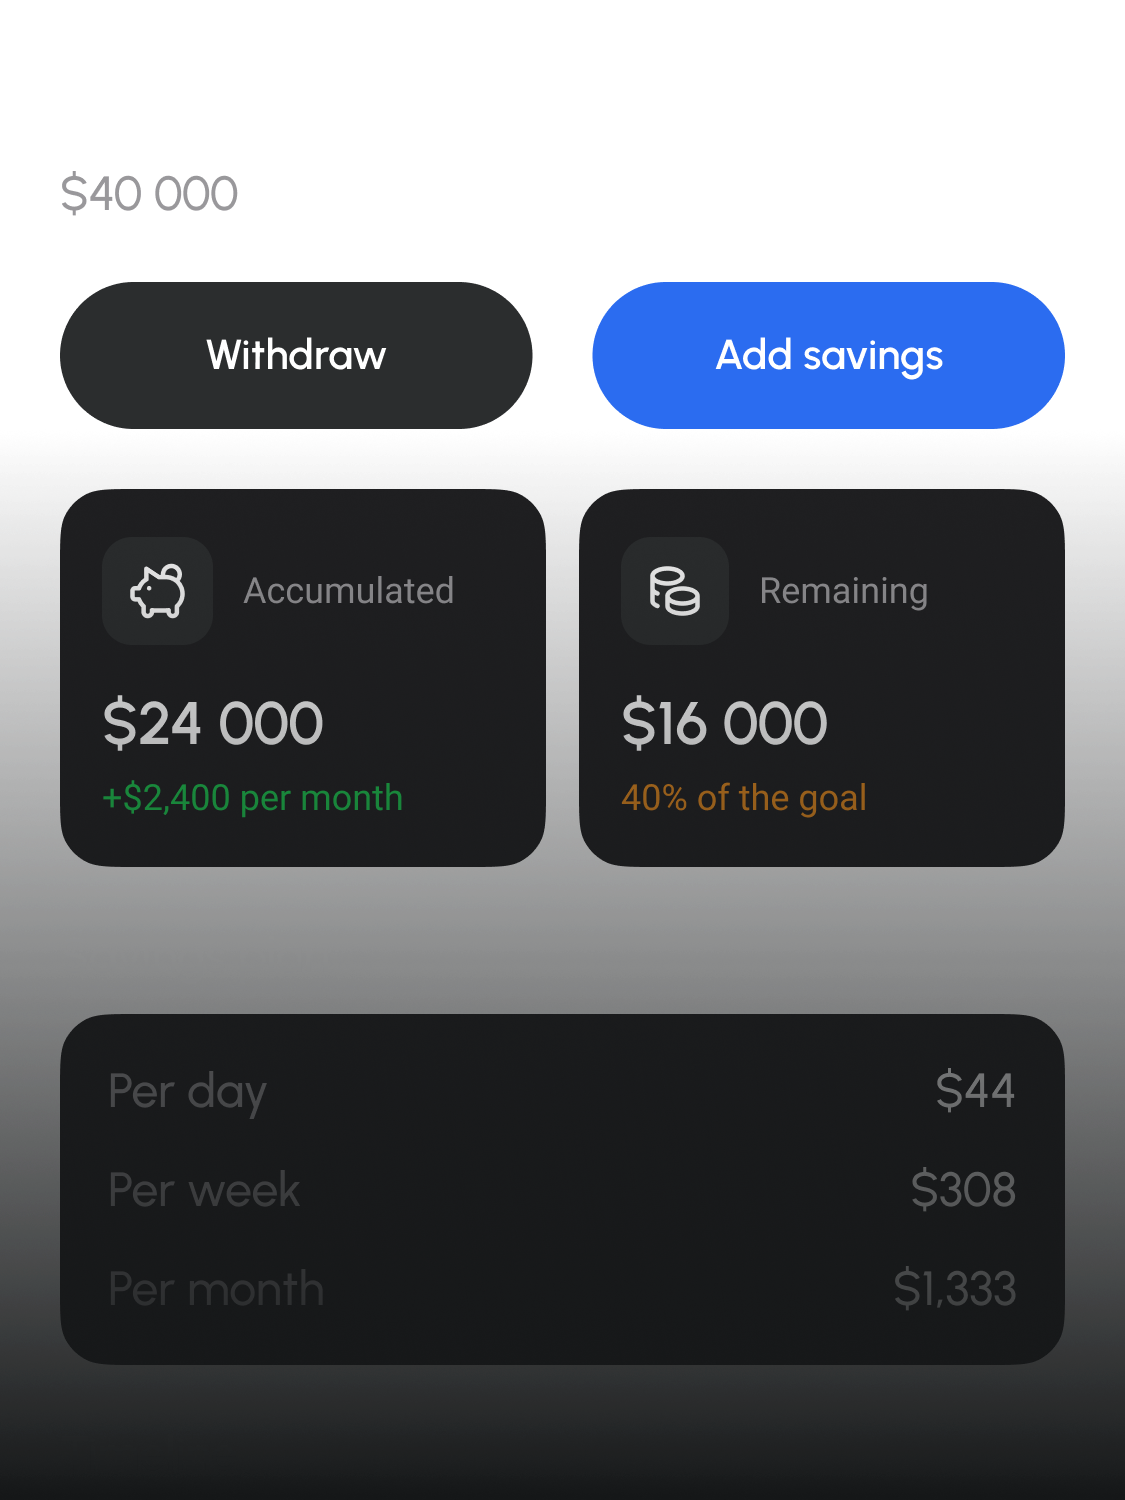 $40 000
Withdraw
Add savings
Accumulated
$24 000
+$2,400 per month
Remaining
$16 000
40% of the goal
Per day $44
Per week $308
Per month $1,333